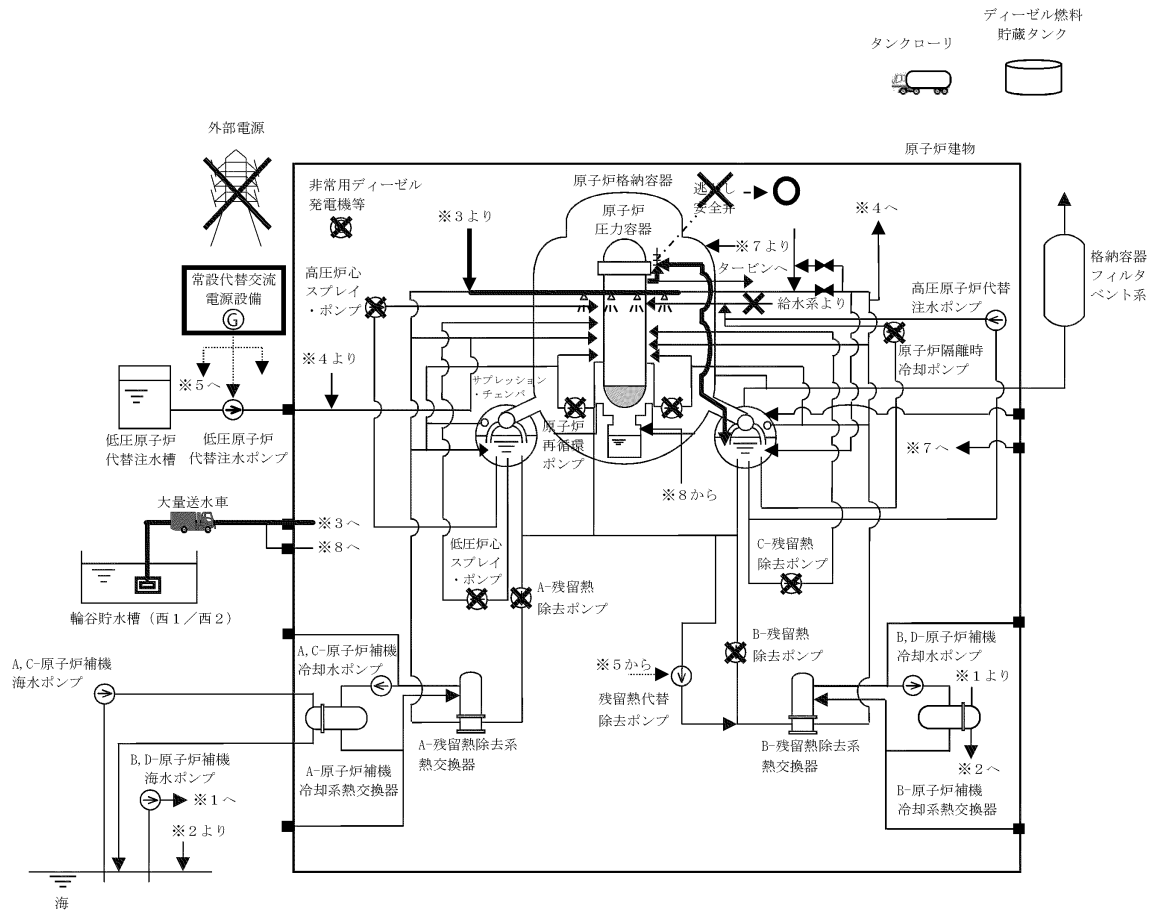 ディーゼル燃料
貯蔵タンク
タンクローリ
外部電源
原子炉建物
非常用ディーゼル
発電機等
原子炉格納容器
逃がし
安全弁
※3より
原子炉
圧力容器
※4へ
※7より
タービンへ
格納容器
フィルタ
ベント系
常設代替交流
電源設備
G
高圧炉心
スプレイ
・ポンプ
給水系より
高圧原子炉代替
注水ポンプ
原子炉隔離時
冷却ポンプ
※4より
※5へ
サプレッション
・チェンバ
低圧原子炉
代替注水槽
低圧原子炉
代替注水ポンプ
原子炉
再循環
ポンプ
※7へ
※8から
大量送水車
※3へ
※8へ
低圧炉心
スプレイ
・ポンプ
C-残留熱
除去ポンプ
A-残留熱
除去ポンプ
輪谷貯水槽（西1／西2）
B-残留熱
除去ポンプ
A,C-原子炉補機
冷却水ポンプ
B,D-原子炉補機
冷却水ポンプ
A,C-原子炉補機
海水ポンプ
※5から
※1より
残留熱代替
除去ポンプ
A-残留熱除去系
熱交換器
B-残留熱除去系
熱交換器
B,D-原子炉補機
海水ポンプ
※2へ
A-原子炉補機
冷却系熱交換器
B-原子炉補機
冷却系熱交換器
※1へ
※2より
海